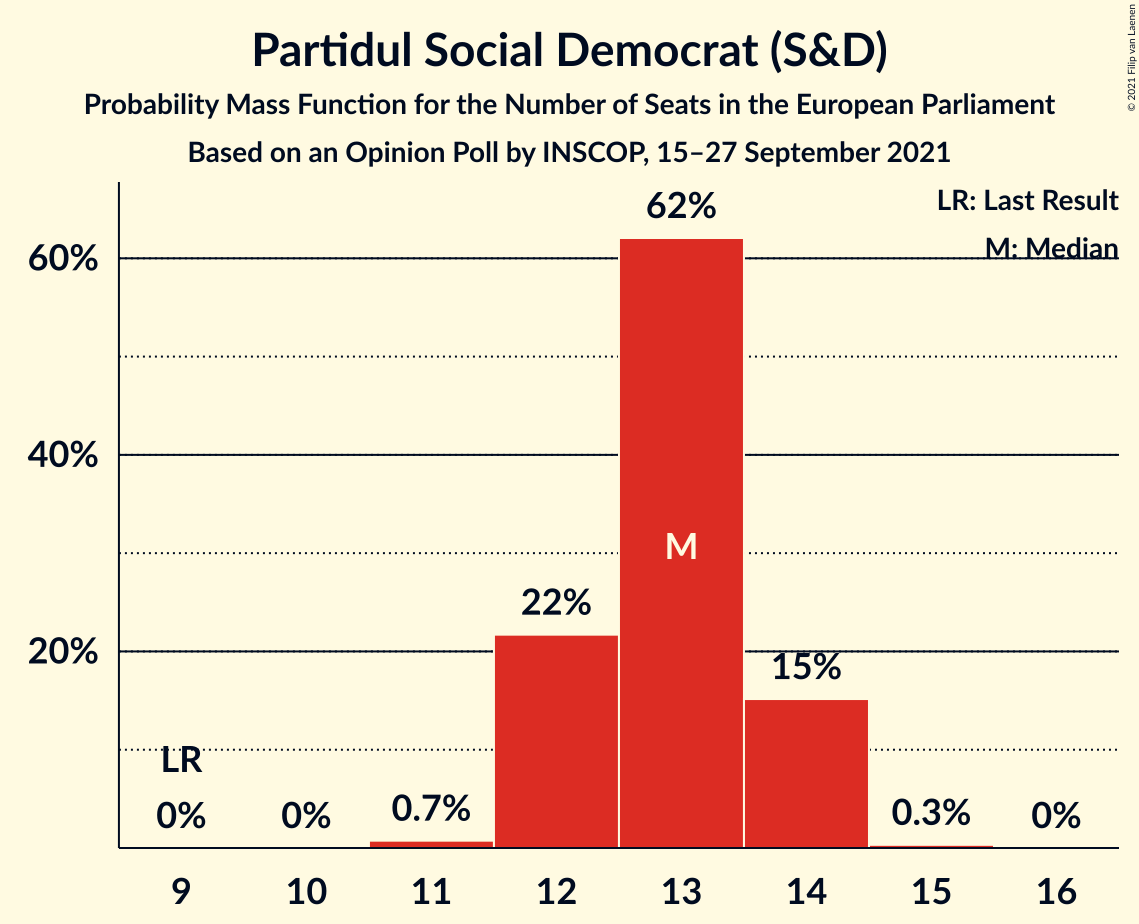 Partidul Social Democrat (S&D)
Probability Mass Function for the Number of Seats in the European Parliament
Based on an Opinion Poll by INSCOP, 15–27 September 2021
© 2021 Filip van Laenen
LR: Last Result
M: Median
60%
40%
20%
62%
M
22%
15%
LR
0%
0%
0.7%
0.3%
0%
9
10
11
12
13
14
15
16